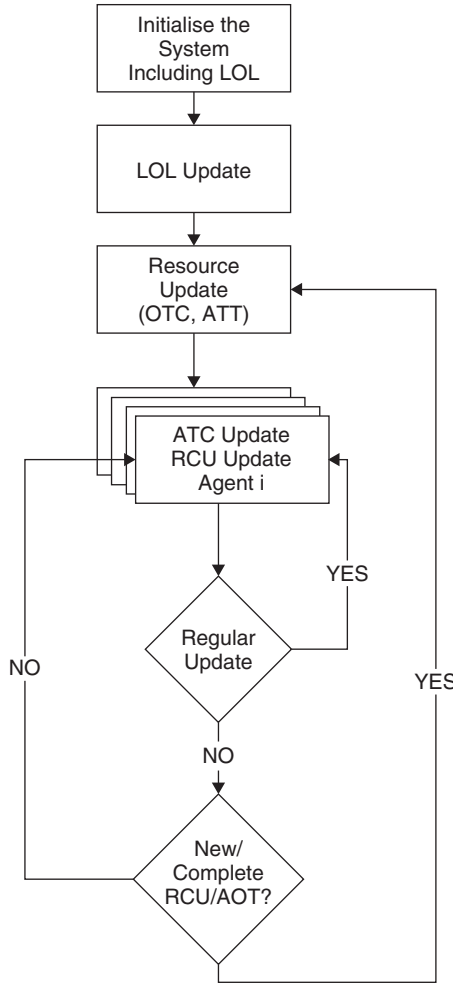 Initialise the
System
Including LOL
LOL Update
Resource
Update
(OTC, ATT)
ATC Update
RCU Update
Agent i
YES
Regular
Update
NO
YES
NO
New/
Complete
RCU/AOT?